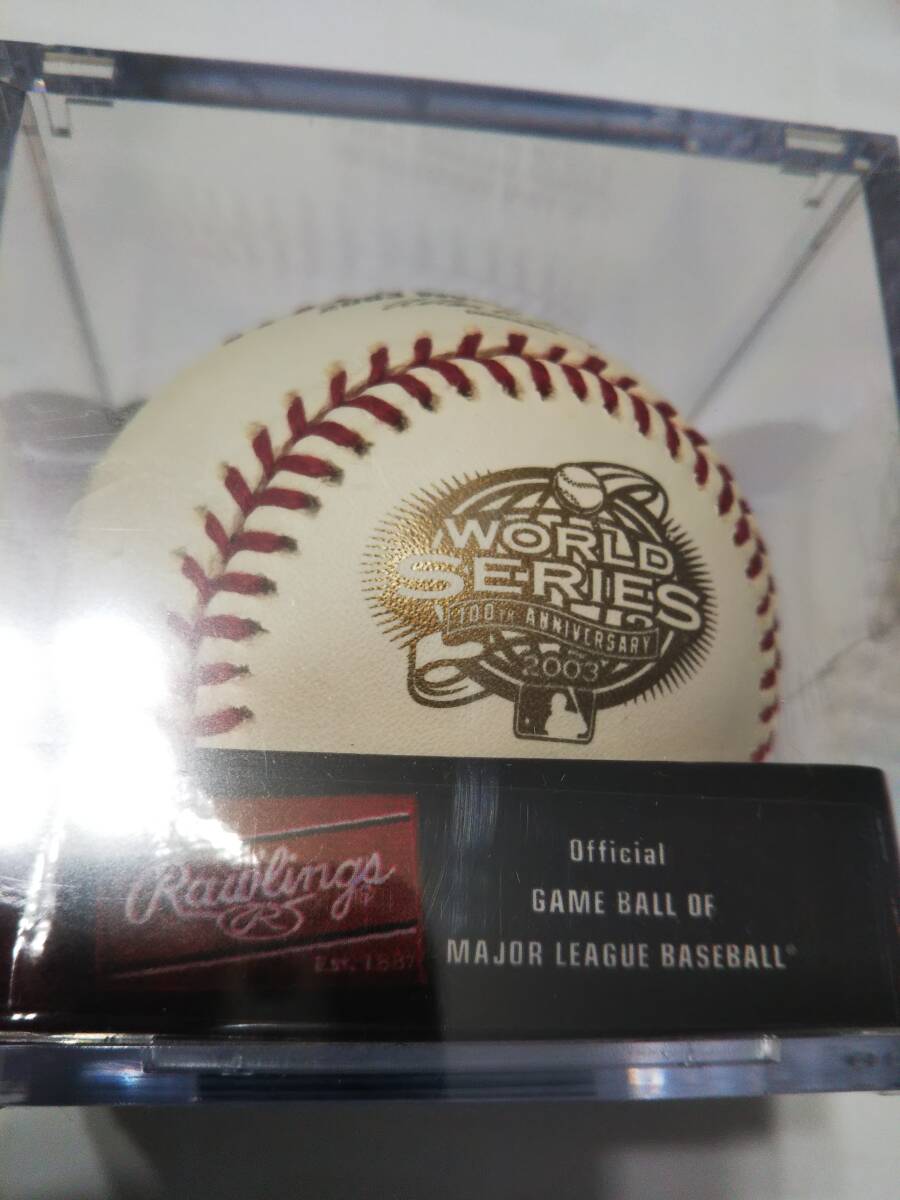 WORLD
SERIES
100TH ANNIVERSARY
2003
Rawlings
R
Est. 1887
Official
GAME BALL OF
MAJOR LEAGUE BASEBALL®